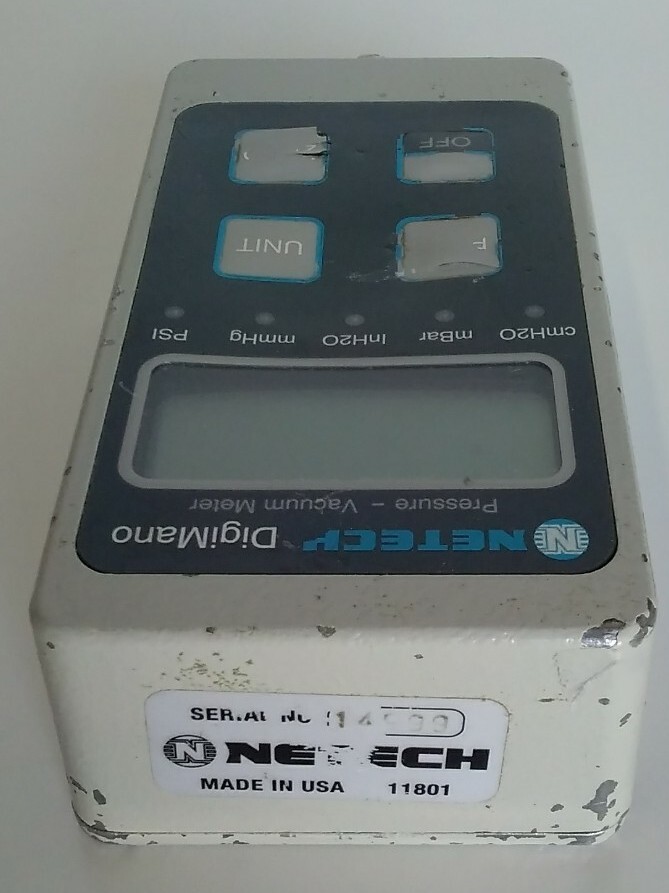 NETECH DigiMano
Pressure - Vacuum Meter
cmH2O mBar InH2O mmHg PSI
UNIT
OFF
NETECH
MADE IN USA 11801